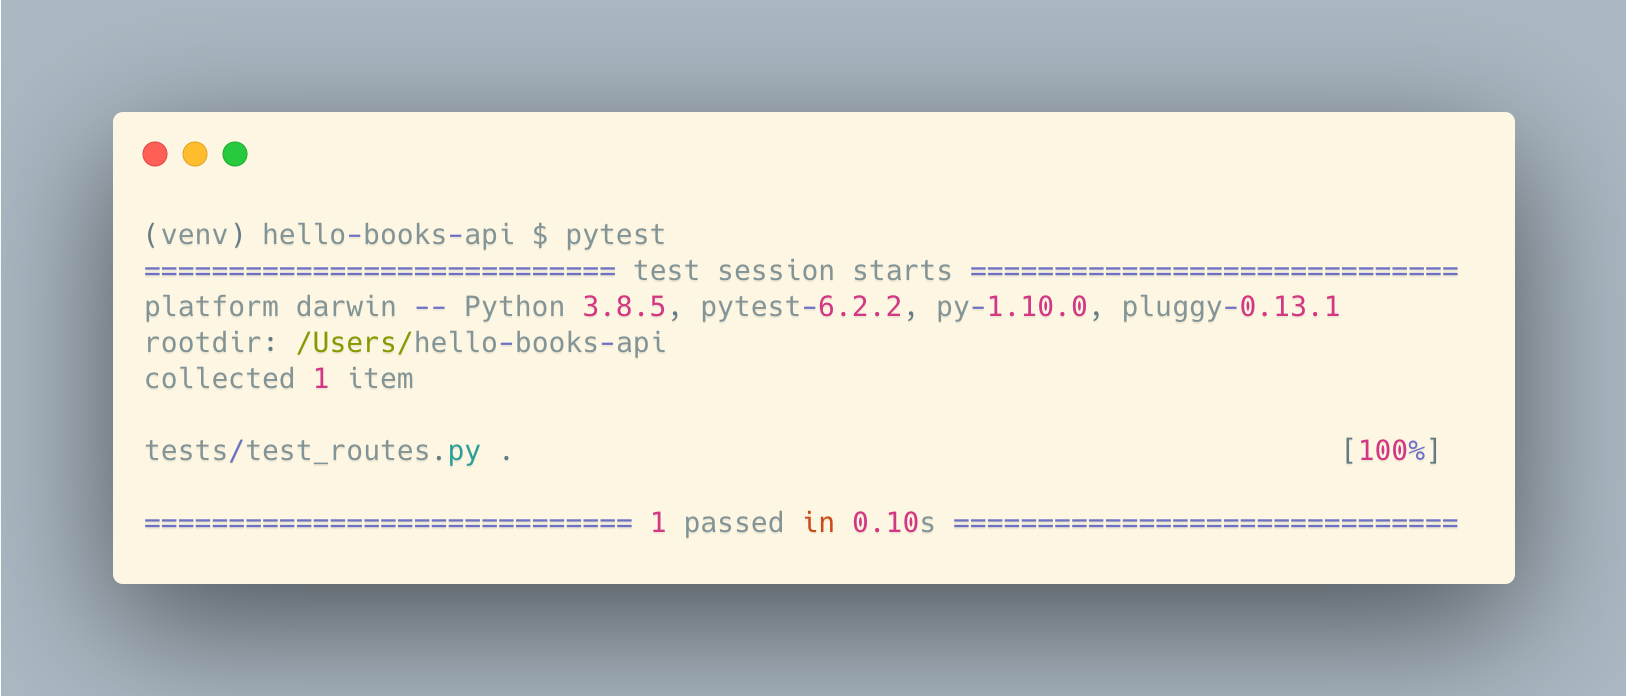 (venv) hello-books-api $ pytest
============================ test session starts =============================
platform darwin -- Python 3.8.5, pytest-6.2.2, py-1.10.0, pluggy-0.13.1
rootdir: /Users/hello-books-api
collected 1 item
tests/test_routes.py .                                                 [100%]
============================= 1 passed in 0.10s ==============================